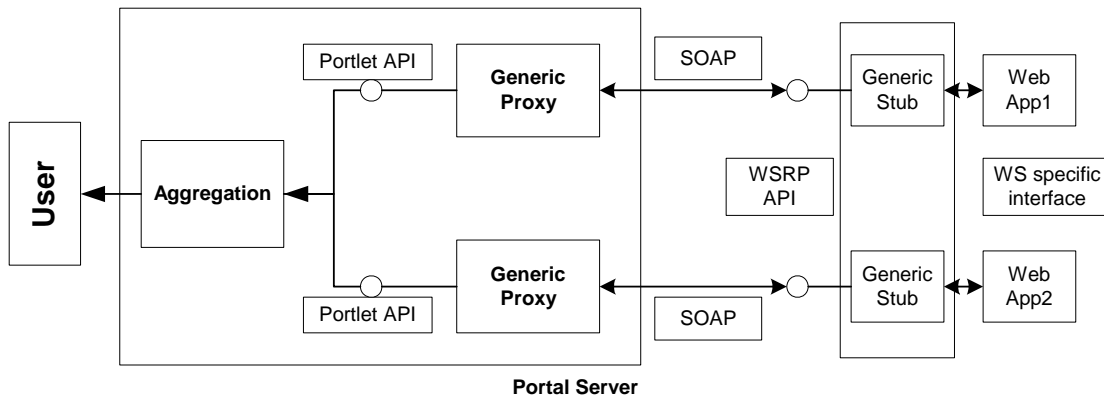 Portlet API
Generic
Proxy
SOAP
Generic
Stub
Web
App1
User
Aggregation
WSRP
API
WS specific
interface
Portlet API
Generic
Proxy
SOAP
Generic
Stub
Web
App2
Portal Server